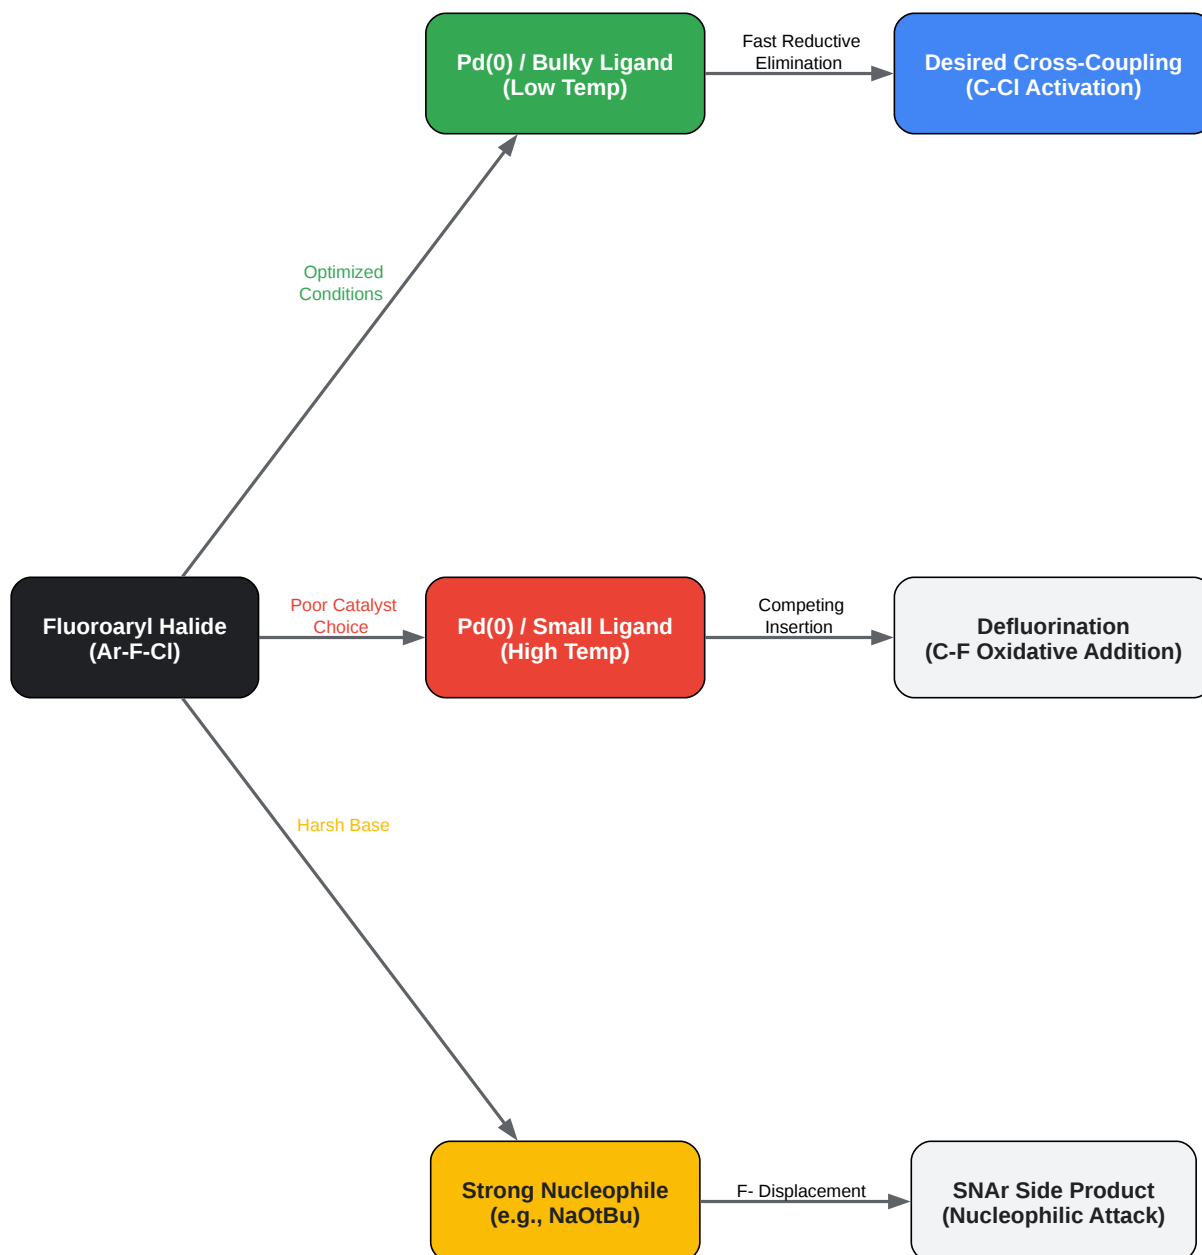 Pd(0) / Bulky Ligand
(Low Temp)
Fast Reductive
Elimination
Desired Cross-Coupling
(C-Cl Activation)
Optimized
Conditions
Fluoroaryl Halide
(Ar-F-Cl)
Poor Catalyst
Choice
Pd(0) / Small Ligand
(High Temp)
Competing
Insertion
Defluorination
(C-F Oxidative Addition)
Harsh Base
Strong Nucleophile
(e.g., NaOtBu)
F- Displacement
SNAr Side Product
(Nucleophilic Attack)